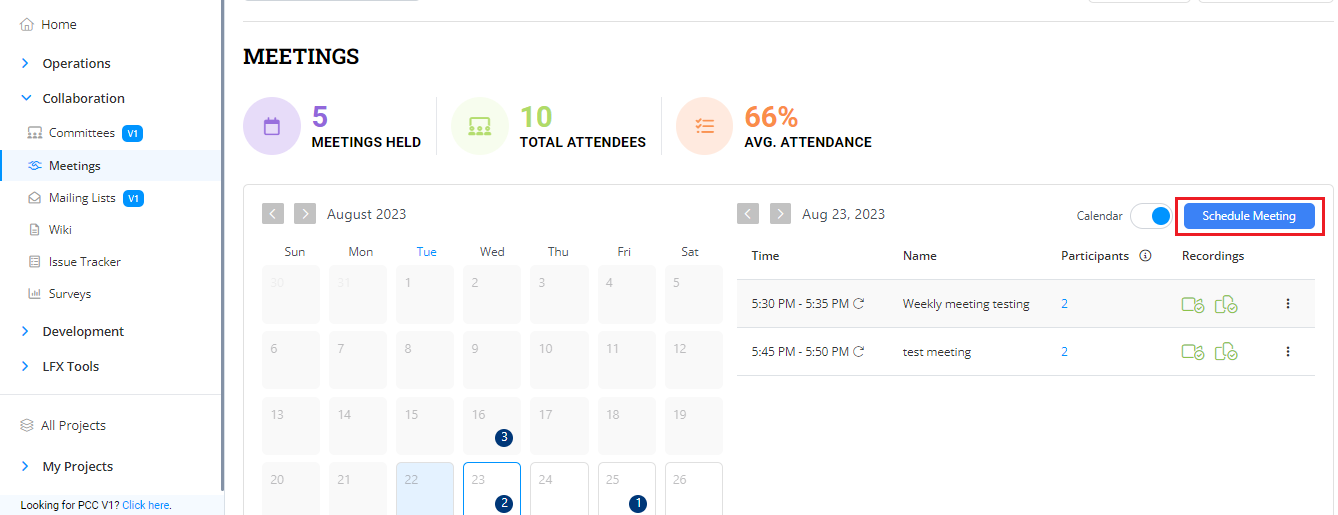 Home
Operations
Collaboration
Committees V1
Meetings
Mailing Lists V1
Wiki
Issue Tracker
Surveys
Development
LFX Tools
All Projects
My Projects
Looking for PCC V1? Click here.
MEETINGS
5
MEETINGS HELD
10
TOTAL ATTENDEES
66%
AVG. ATTENDANCE
August 2023
Sun Mon Tue Wed Thu Fri Sat
30 31 1 2 3 4 5
6 7 8 9 10 11 12
13 14 15 16 17 18 19
3
20 21 22 23 24 25 26
2 1
Aug 23, 2023
Calendar
Schedule Meeting
Time Name Participants Recordings
5:30 PM - 5:35 PM Weekly meeting testing 2
5:45 PM - 5:50 PM test meeting 2